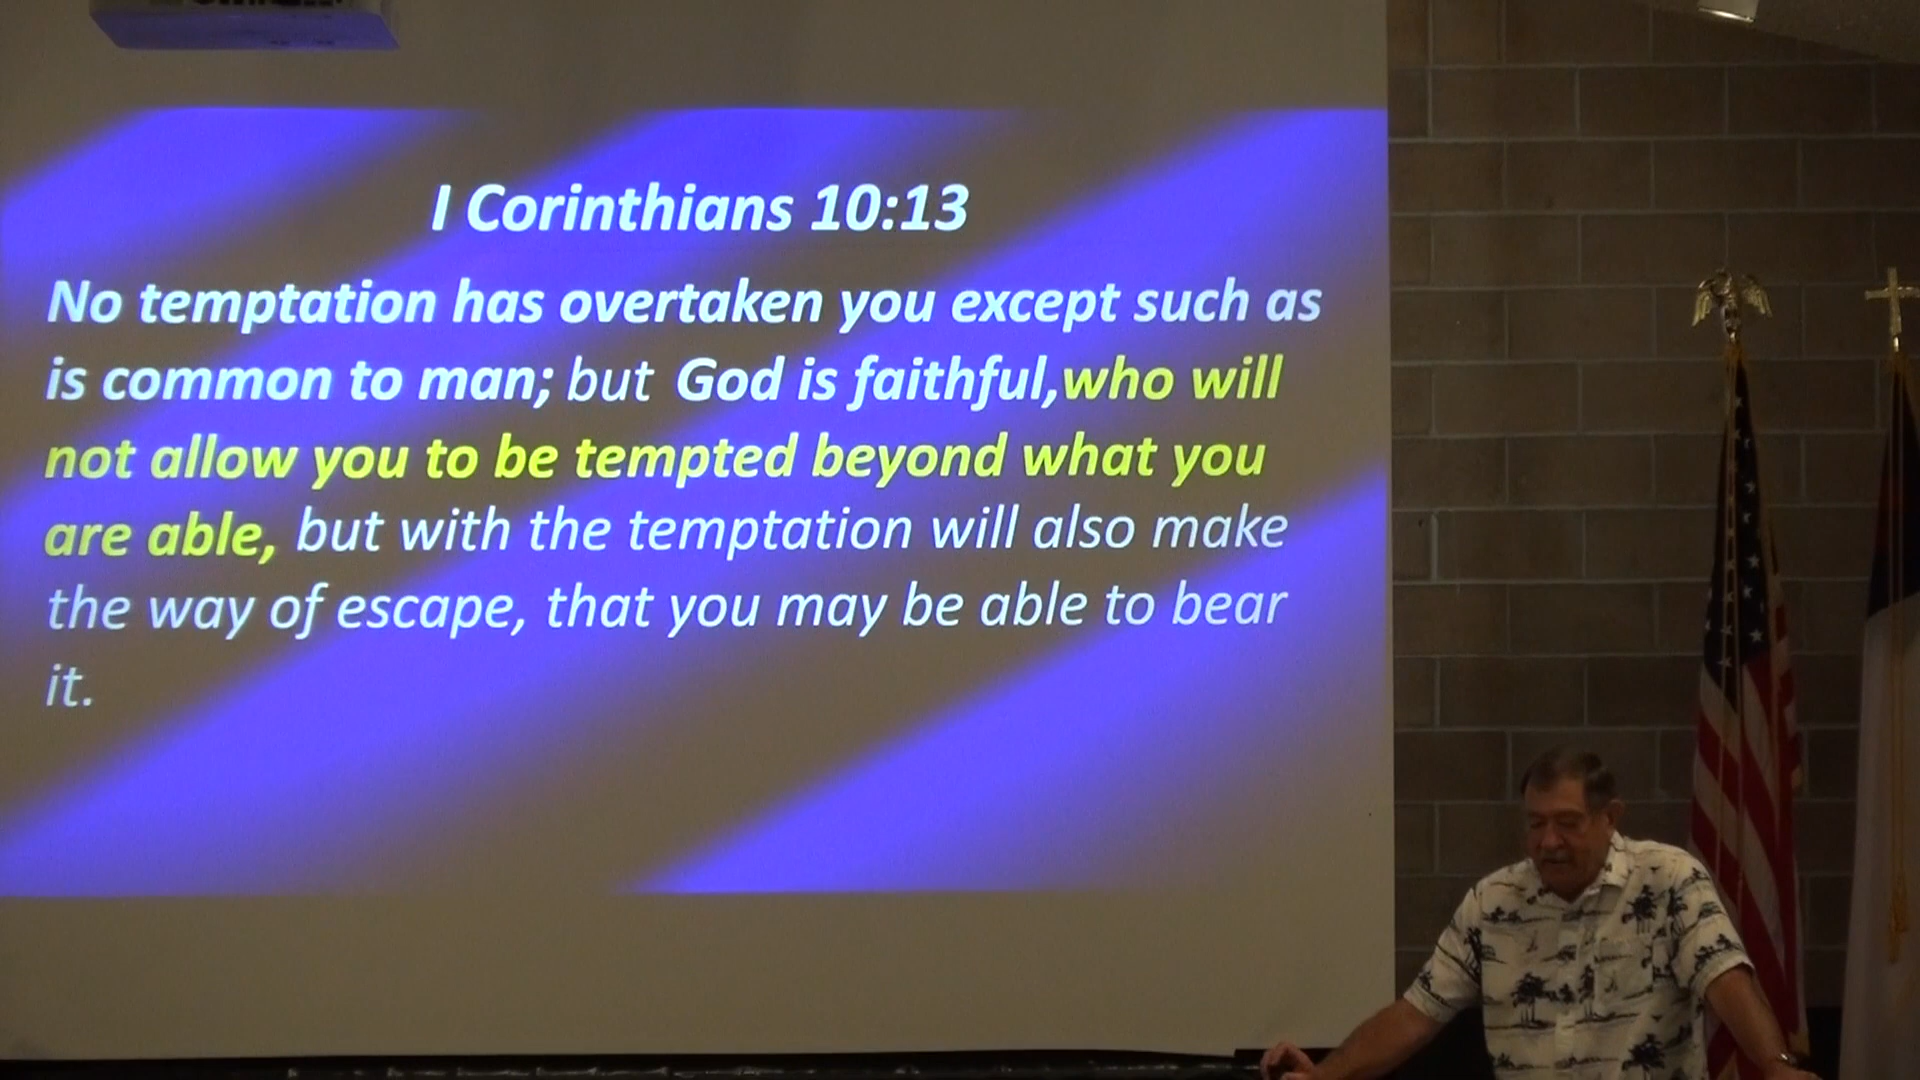 I Corinthians 10:13
No temptation has overtaken you except such as
is common to man; but God is faithful,who will
not allow you to be tempted beyond what you
are able, but with the temptation will also make
the way of escape, that you may be able to bear
it.